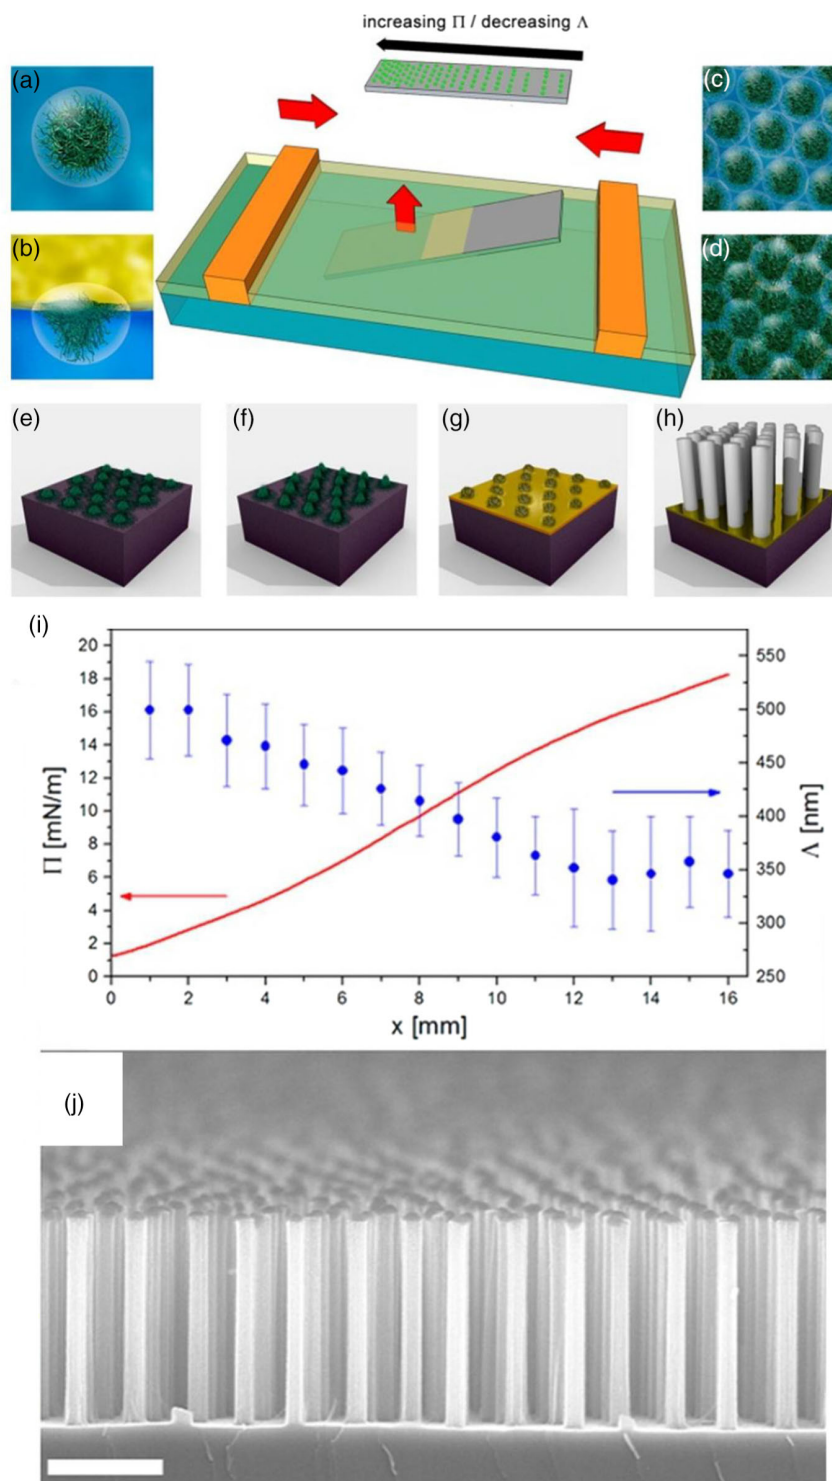 increasing Π / decreasing Λ
(a)
(c)
(b)
(d)
(e)
(f)
(g)
(h)
(i)
20
18
16
14
12
10
8
6
4
2
0
Π [mN/m]
550
500
450
400
350
300
250
Λ [nm]
0 2 4 6 8 10 12 14 16
x [mm]
(j)